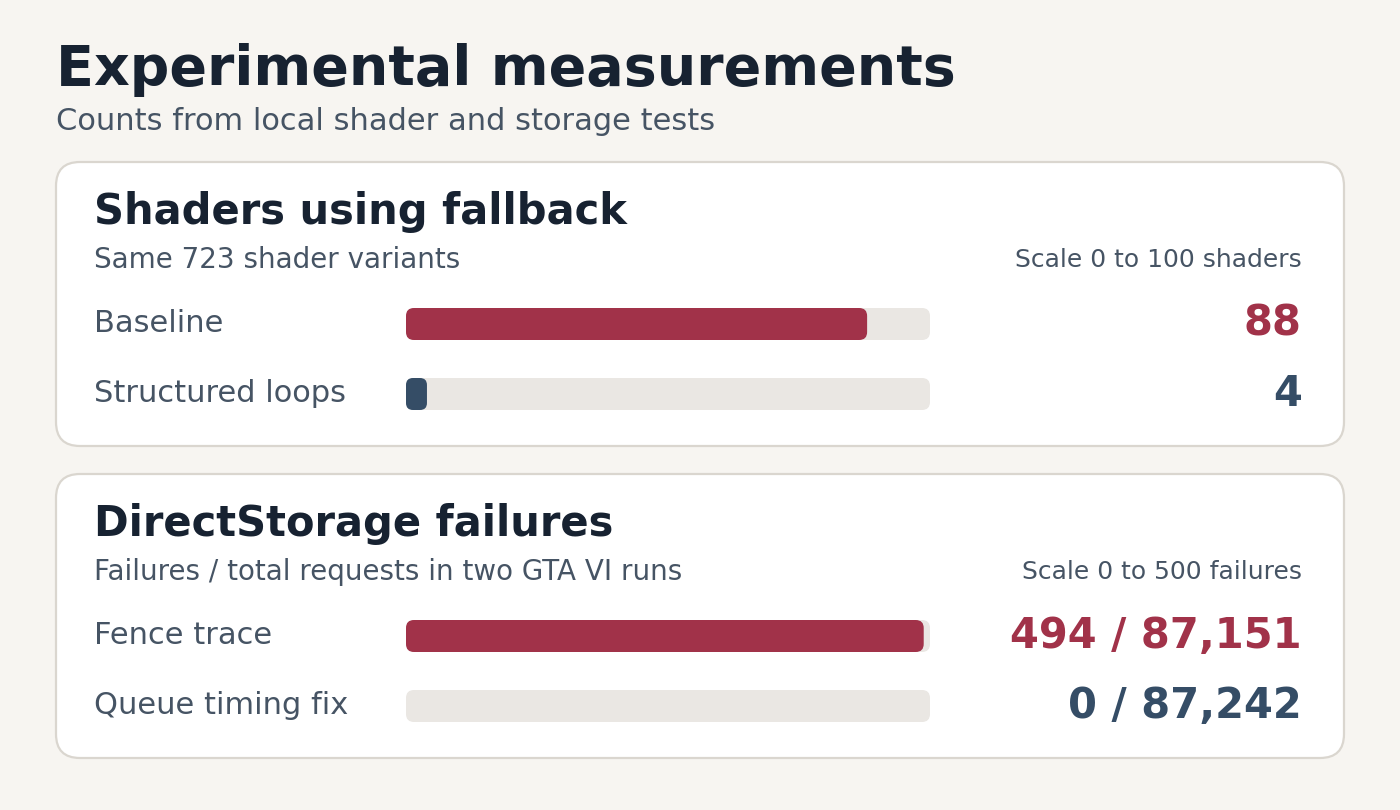 Experimental measurements
Counts from local shader and storage tests
Shaders using fallback
Same 723 shader variants
Scale 0 to 100 shaders
Baseline
88
Structured loops
4
DirectStorage failures
Failures / total requests in two GTA VI runs
Scale 0 to 500 failures
Fence trace
494 / 87,151
Queue timing fix
0 / 87,242